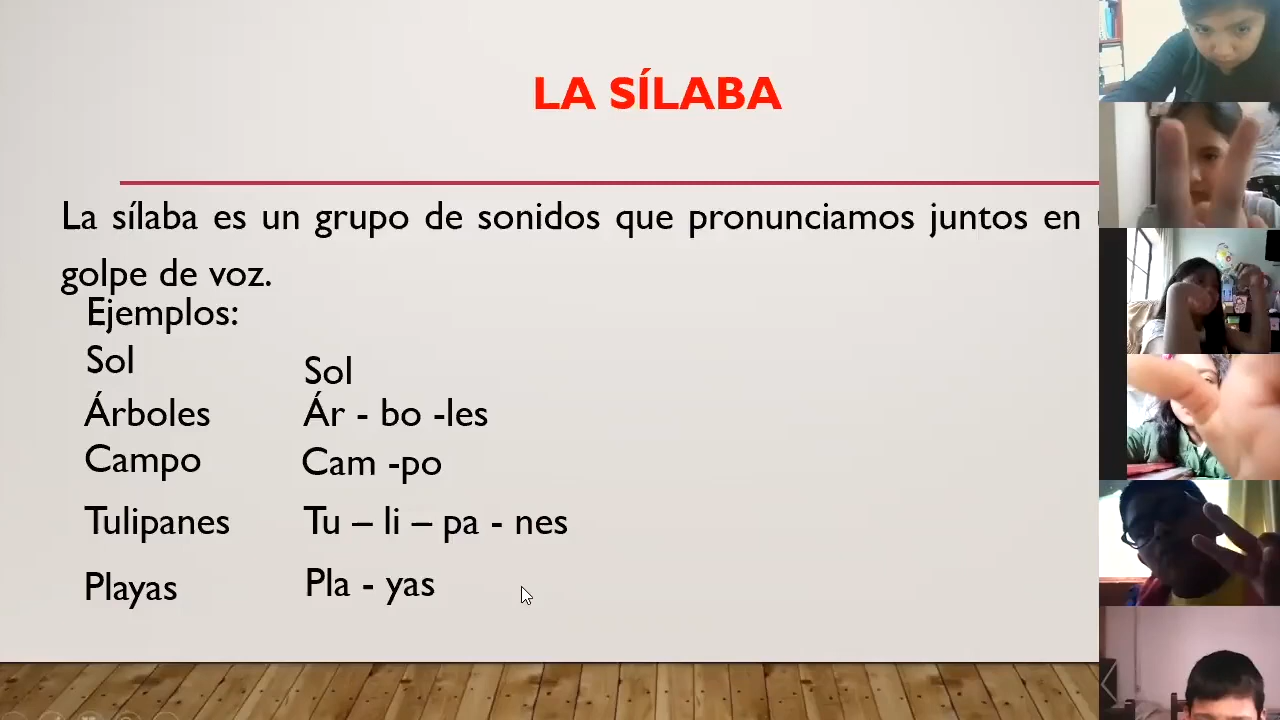 LA SÍLABA
La sílaba es un grupo de sonidos que pronunciamos juntos en
golpe de voz.
Ejemplos:
Sol Sol
Árboles Ár - bo -les
Campo Cam -po
Tulipanes Tu – li – pa - nes
Playas Pla - yas